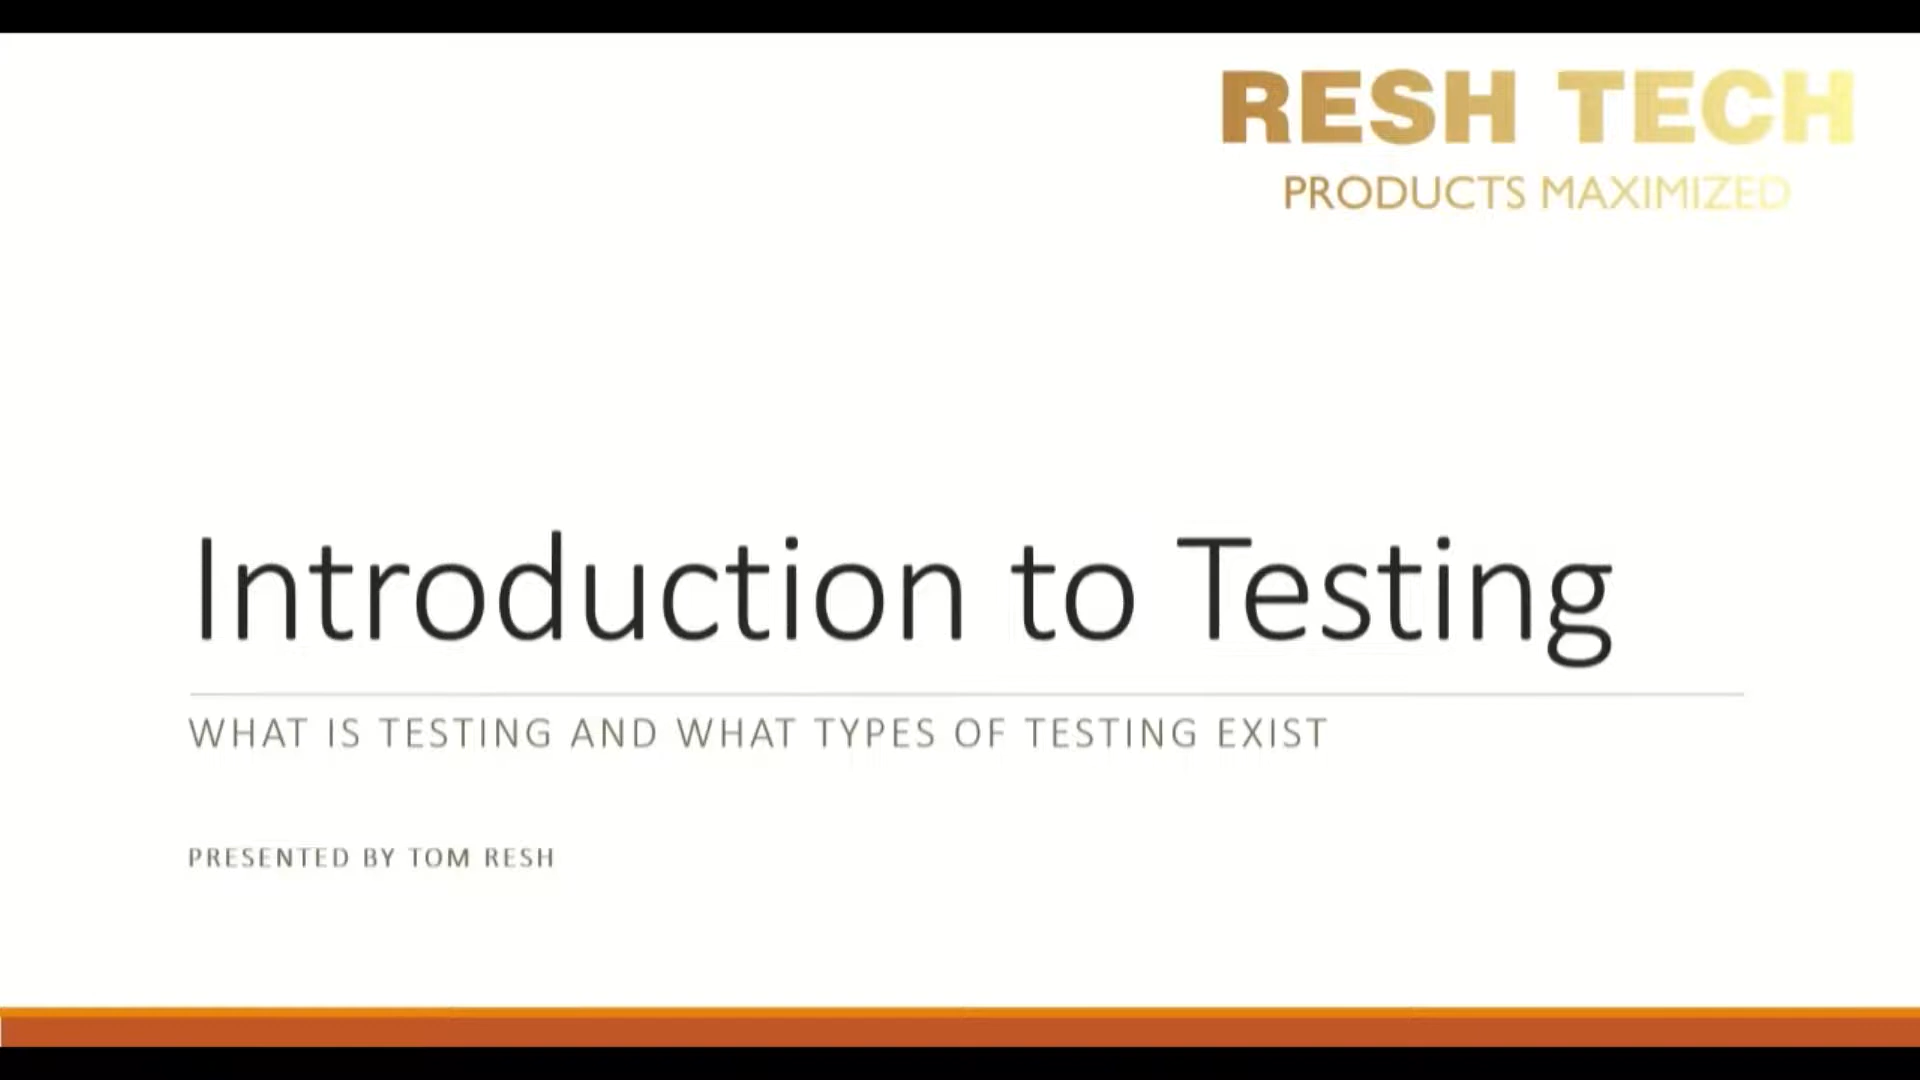 RESH TECH
PRODUCTS MAXIMIZED
Introduction to Testing
WHAT IS TESTING AND WHAT TYPES OF TESTING EXIST
PRESENTED BY TOM RESH